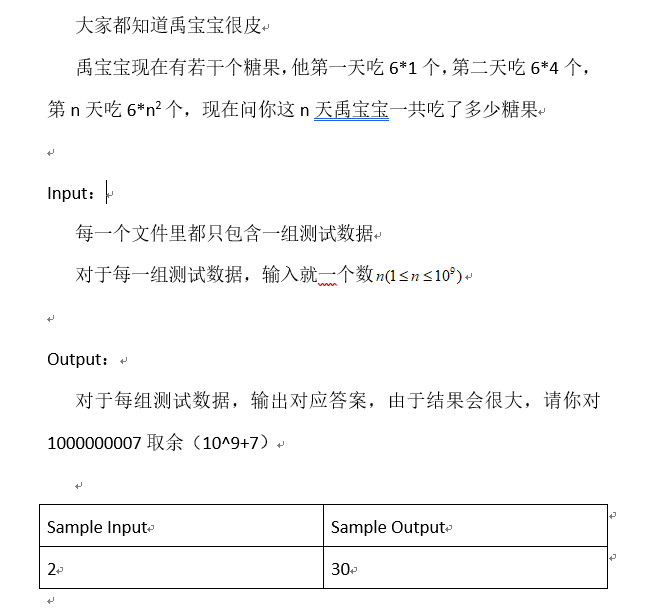 大家都知道禹宝宝很皮
禹宝宝现在有若干个糖果，他第一天吃 6*1 个，第二天吃 6*4 个，
第 n 天吃 6*n² 个，现在问你这 n 天禹宝宝一共吃了多少糖果
Input：
每一个文件里都只包含一组测试数据
对于每一组测试数据，输入就一个数 n(1≤n≤10⁹)
Output：
对于每组测试数据，输出对应答案，由于结果会很大，请你对
1000000007 取余（10^9+7）
Sample Input
Sample Output
2
30